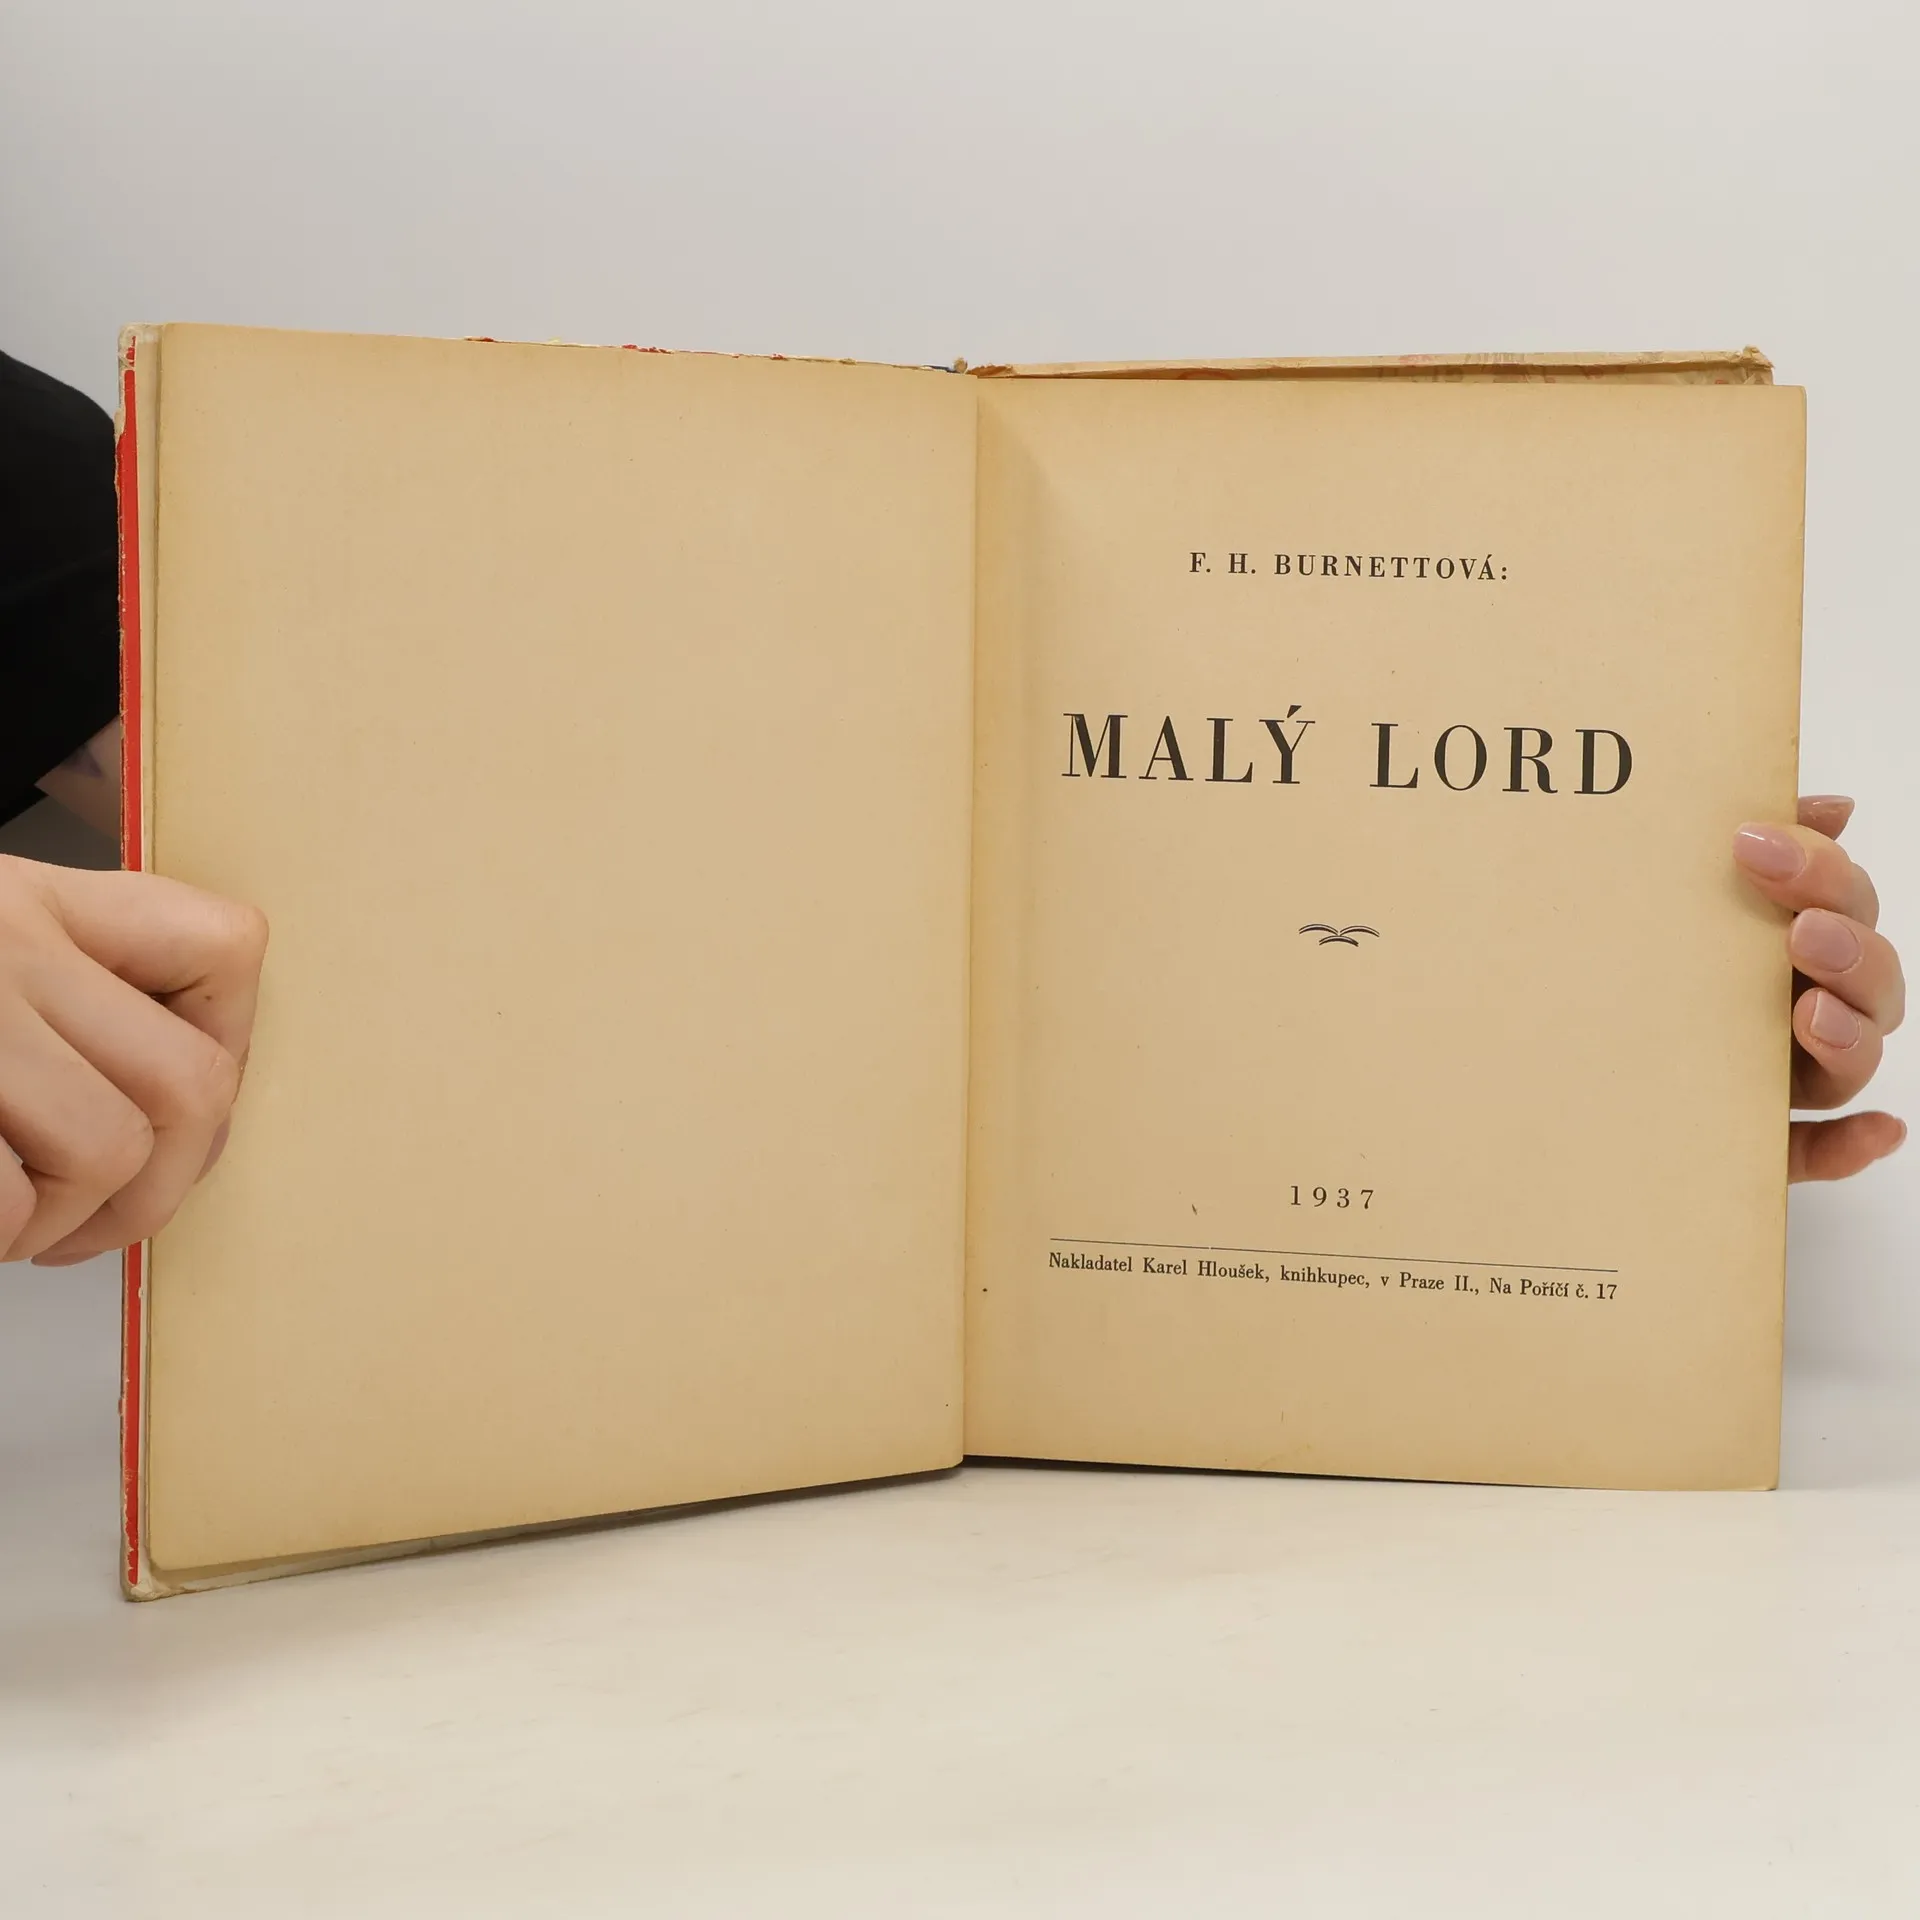 F. H. BURNETTOVÁ:
MALÝ LORD
1937
Nakladatel Karel Hloušek, knihkupec, v Praze II., Na Poříčí č. 17